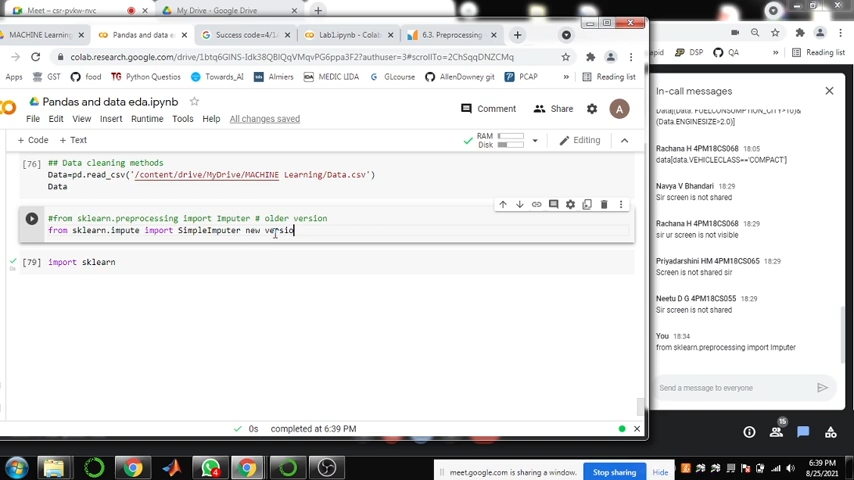 Meet – csr-pvkw-nvc
My Drive - Google Drive
MACHINE Learning
Pandas and data e
Success code=4/1
Lab1.ipynb - Colab
6.3. Preprocessing
colab.research.google.com/drive/1btq6GlNS-Idk38QBlQqVMcqVPG6ppa3F2?authuser=3#scrollTo=2ChSqqDNZCMq
Apps
GST
food
Python Questions
Towards_AI
AllenDowney git
MEDIC LIDA
GLcourse
PCAP
»
Reading list
Pandas and data eda.ipynb
Comment
Share
A
File Edit View Insert Runtime Tools Help All changes saved
+ Code + Text
RAM
Disk
Editing
[76]
## Data cleaning methods
Data=pd.read_csv('/content/drive/MyDrive/MACHINE Learning/Data.csv')
Data
#from sklearn.preprocessing import Imputer # older version
from sklearn.impute import SimpleImputer new versio
[79] import sklearn
0s
0s completed at 6:39 PM
rapid
DSP
QA
»
Reading list
In-call messages
Data[(Data. FUELCONSUMPTION_CITY>10)&
(Data.ENGINESIZE>2.0)]
Rachana H 4PM18CS068 18:05
data[data.VEHICLECLASS=='COMPACT']
Navya V Bhandari 18:29
Sir screen is not shared
Rachana H 4PM18CS068 18:29
sir ur screen is not visible
Priyadarshini HM 4PM18CS065 18:29
Screen is not shared sir
Neetu D G 4PM18CS055 18:29
Sir screen is not shared
You 18:34
from sklearn.preprocessing import Imputer
Send a message to everyone
meet.google.com is sharing a window.
Stop sharing
Hide
6:39 PM
8/25/2021